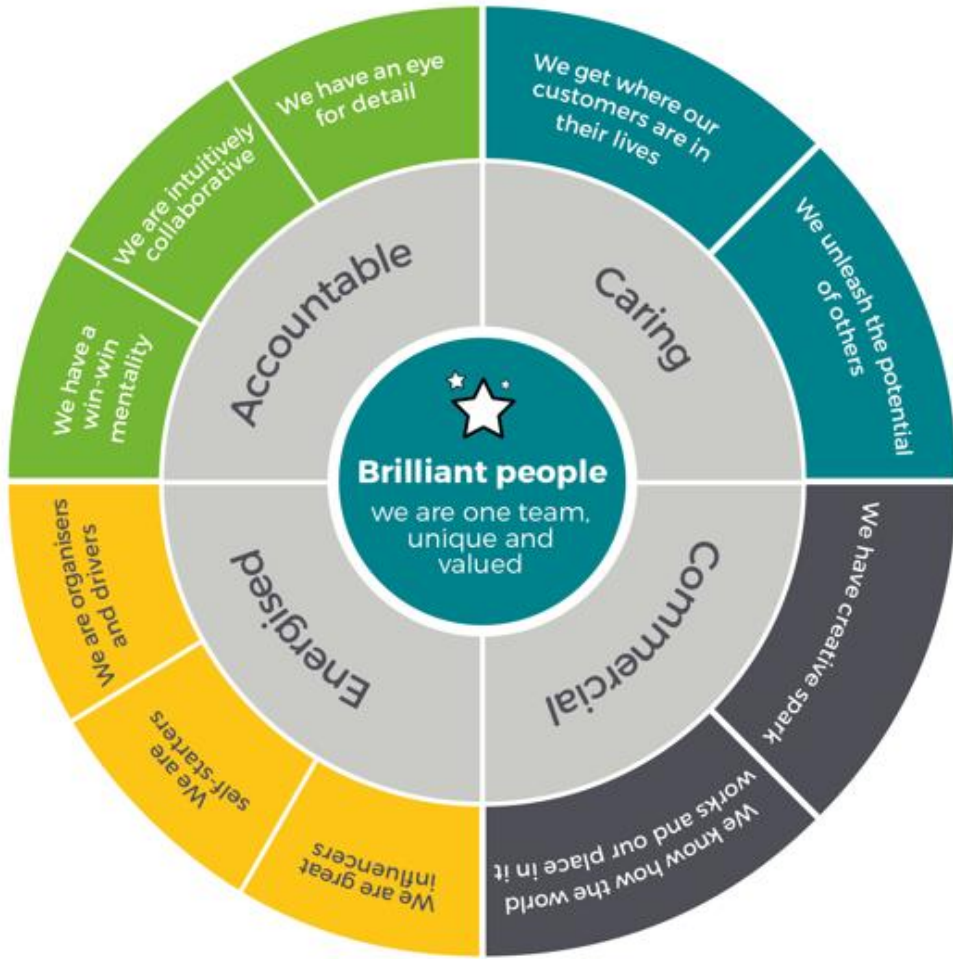 Brilliant people
we are one team,
unique and
valued
Accountable
Caring
Commercial
Energised
We get where our
customers are in
their lives
We unleash the potential
of others
We have creative spark
We know how the world
works and our place in it
We are great
influencers
We are
self-starters
We are organisers
and drivers
We have a
win-win
mentality
We are intuitively
collaborative
We have an eye
for detail